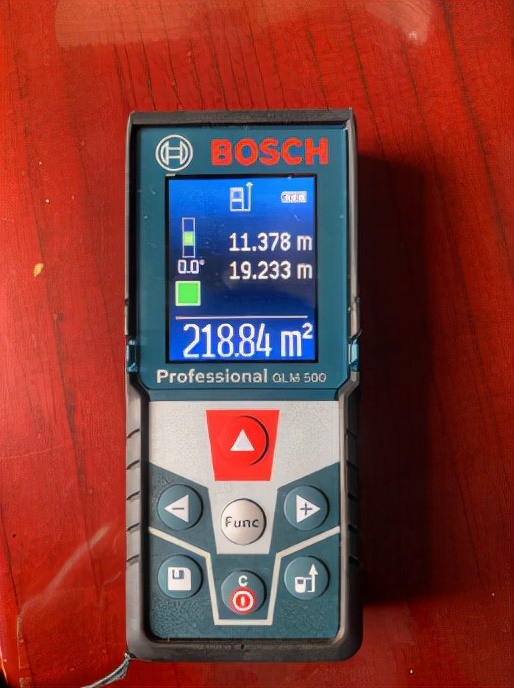 BOSCH
11.378 m
0.0°
19.233 m
218.84 m²
Professional GLM 500
Func
C